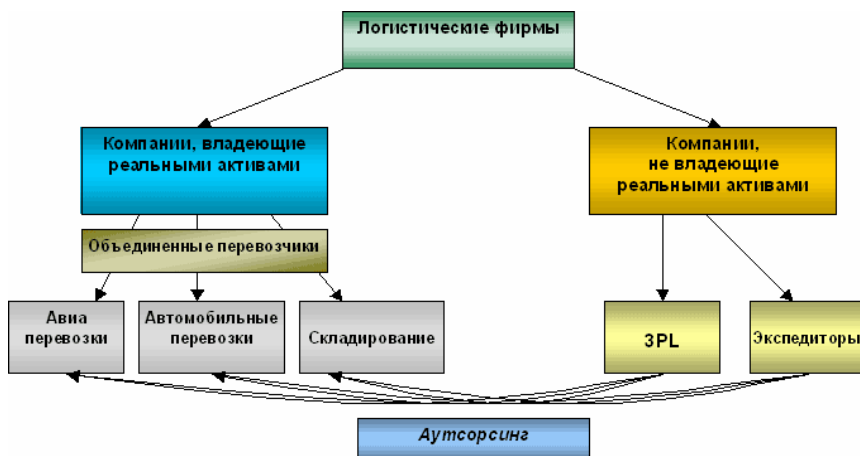 Логистические фирмы
Компании, владеющие
реальными активами
Компании,
не владеющие
реальными активами
Объединенные перевозчики
Авиа
перевозки
Автомобильные
перевозки
Складирование
3PL
Экспедиторы
Аутсорсинг